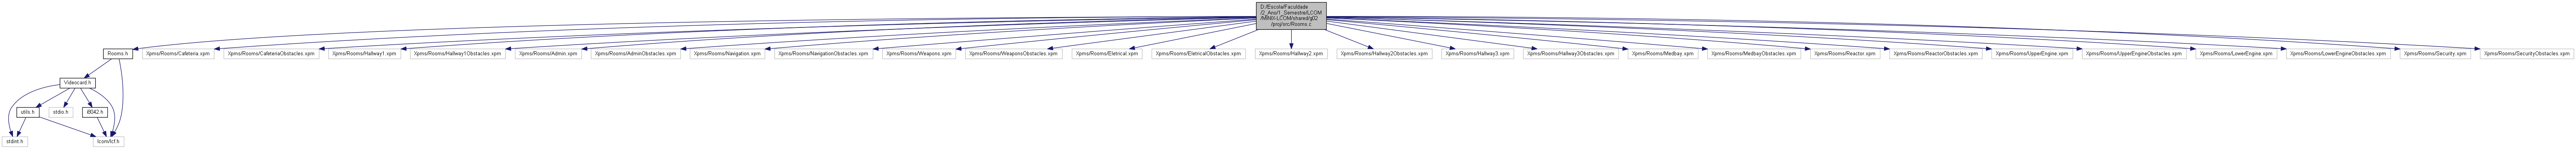 D:/Escola/Faculdade
/2_Ano/1_Semestre/LCOM
/MINIX-LCOM/shared/g02
/proj/src/Rooms.c
Rooms.h
Xpms/Rooms/Cafeteria.xpm
Xpms/Rooms/CafeteriaObstacles.xpm
Xpms/Rooms/Hallway1.xpm
Xpms/Rooms/Hallway1Obstacles.xpm
Xpms/Rooms/Admin.xpm
Xpms/Rooms/AdminObstacles.xpm
Xpms/Rooms/Navigation.xpm
Xpms/Rooms/NavigationObstacles.xpm
Xpms/Rooms/Weapons.xpm
Xpms/Rooms/WeaponsObstacles.xpm
Xpms/Rooms/Eletrical.xpm
Xpms/Rooms/EletricalObstacles.xpm
Xpms/Rooms/Hallway2.xpm
Xpms/Rooms/Hallway2Obstacles.xpm
Xpms/Rooms/Hallway3.xpm
Xpms/Rooms/Hallway3Obstacles.xpm
Xpms/Rooms/Medbay.xpm
Xpms/Rooms/MedbayObstacles.xpm
Xpms/Rooms/Reactor.xpm
Xpms/Rooms/ReactorObstacles.xpm
Xpms/Rooms/UpperEngine.xpm
Xpms/Rooms/UpperEngineObstacles.xpm
Xpms/Rooms/LowerEngine.xpm
Xpms/Rooms/LowerEngineObstacles.xpm
Xpms/Rooms/Security.xpm
Xpms/Rooms/SecurityObstacles.xpm
Videocard.h
utils.h
stdio.h
i8042.h
stdint.h
lcom/lcf.h